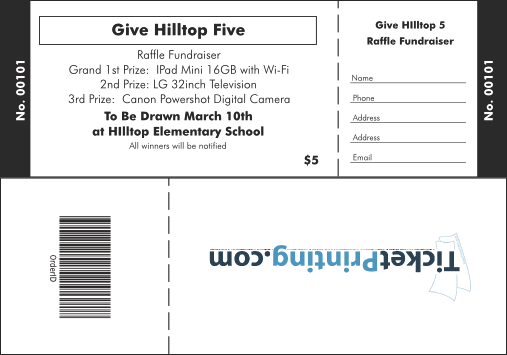 No. 00101
Give Hilltop Five
Raffle Fundraiser
Grand 1st Prize: IPad Mini 16GB with Wi-Fi
2nd Prize: LG 32inch Television
3rd Prize: Canon Powershot Digital Camera
To Be Drawn March 10th
at HIlltop Elementary School
All winners will be notified
$5
Give HIlltop 5
Raffle Fundraiser
Name
Phone
Address
Address
Email
No. 00101
OrderID
TicketPrinting.com